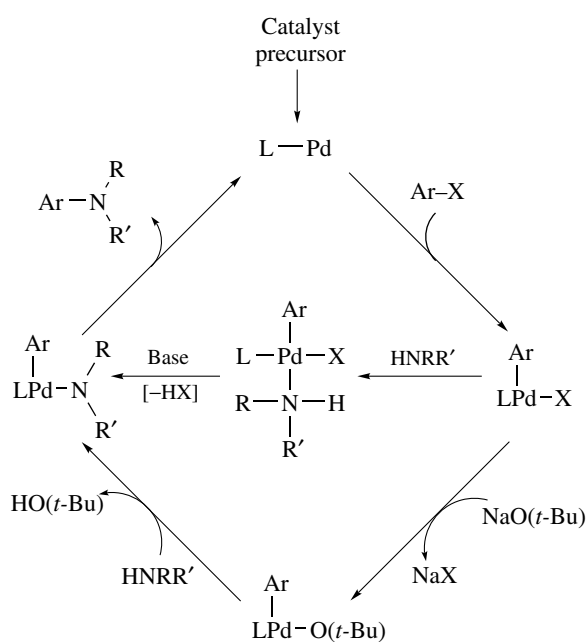 Catalyst
precursor
L—Pd
Ar–X
R
Ar—N
R′
Ar
L—Pd—X
R—N—H
R′
Base
[−HX]
HNRR′
Ar
R
LPd—N
R′
Ar
LPd—X
HO(t-Bu)
HNRR′
NaO(t-Bu)
NaX
Ar
LPd—O(t-Bu)